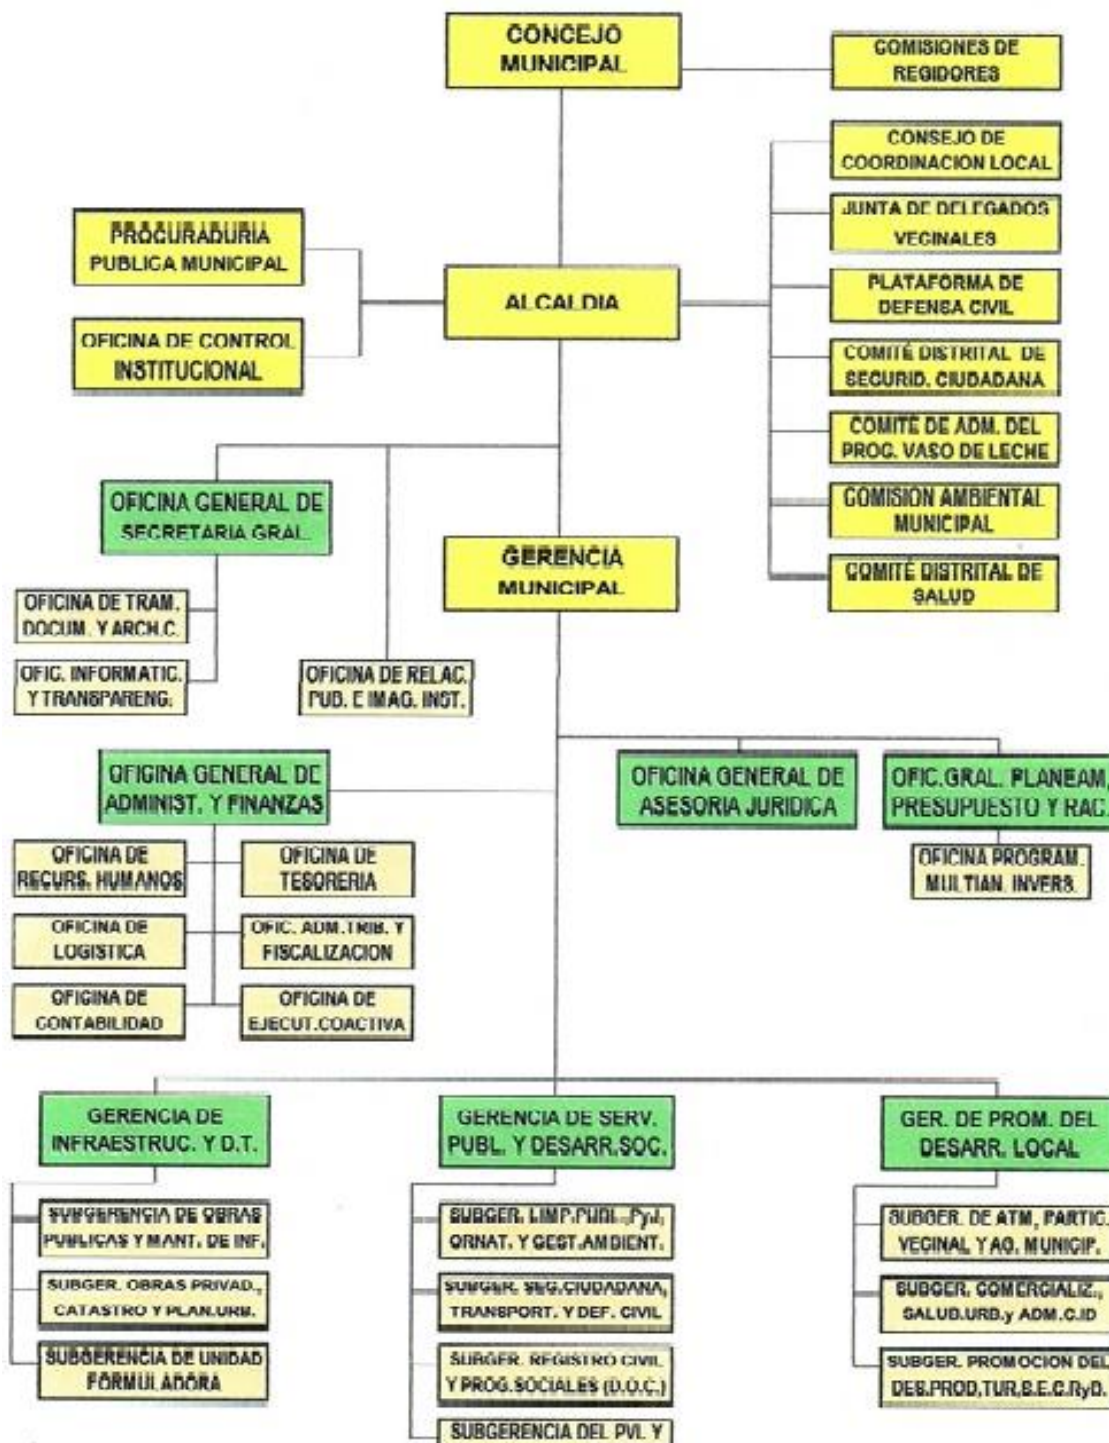 CONCEJO
MUNICIPAL
COMISIONES DE
REGIDORES
CONSEJO DE
COORDINACION LOCAL
JUNTA DE DELEGADOS
VECINALES
PROCURADURIA
PUBLICA MUNICIPAL
ALCALDIA
PLATAFORMA DE
DEFENSA CIVIL
OFICINA DE CONTROL
INSTITUCIONAL
COMITÉ DISTRITAL DE
SEGURID. CIUDADANA
COMITÉ DE ADM. DEL
PROG. VASO DE LECHE
OFICINA GENERAL DE
SECRETARIA GRAL.
COMISION AMBIENTAL
MUNICIPAL
GERENCIA
MUNICIPAL
COMITÉ DISTRITAL DE
SALUD
OFICINA DE TRAM.
DOCUM. Y ARCH.C.
OFIC. INFORMATIC.
Y TRANSPARENC.
OFICINA DE RELAC.
PUB. E IMAG. INST.
OFICINA GENERAL DE
ADMINIST. Y FINANZAS
OFICINA GENERAL DE
ASESORIA JURIDICA
OFIC.GRAL. PLANEAM,
PRESUPUESTO Y RAC.
OFICINA DE
RECURS. HUMANOS
OFICINA DE
TESORERIA
OFICINA PROGRAM.
MULTIAN. INVERS.
OFICINA DE
LOGISTICA
OFIC. ADM.TRIB. Y
FISCALIZACION
OFICINA DE
CONTABILIDAD
OFICINA DE
EJECUT.COACTIVA
GERENCIA DE
INFRAESTRUC. Y D.T.
GERENCIA DE SERV.
PUBL. Y DESARR.SOC.
GER. DE PROM. DEL
DESARR. LOCAL
SUBGERENCIA DE OBRAS
PUBLICAS Y MANT. DE INF.
SUBGER. OBRAS PRIVAD.,
CATASTRO Y PLAN.URB.
SUBGERENCIA DE UNIDAD
FORMULADORA
SUBGER. LIMP.PUBL.,PyJ,
ORNAT. Y GEST.AMBIENT.
SUBGER. SEG.CIUDADANA,
TRANSPORT. Y DEF. CIVIL
SUBGER. REGISTRO CIVIL
Y PROG.SOCIALES (D.O.C.)
SUBGERENCIA DEL PVL Y
SUBGER. DE ATM, PARTIC.
VECINAL Y AG. MUNICIP.
SUBGER. COMERCIALIZ.,
SALUB.URB.y ADM.C.ID
SUBGER. PROMOCION DEL
DES.PROD,TUR,S.E.C.RyD.